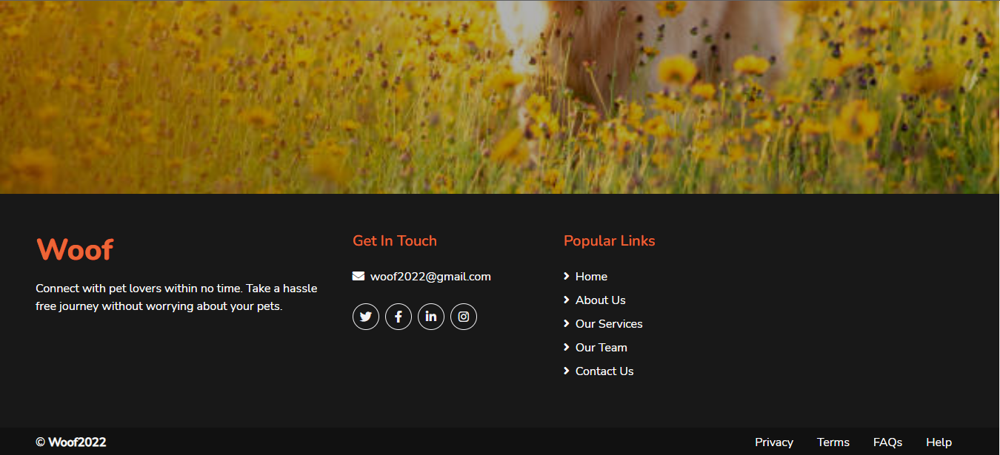 Woof
Connect with pet lovers within no time. Take a hassle
free journey without worrying about your pets.
Get In Touch
woof2022@gmail.com
Popular Links
Home
About Us
Our Services
Our Team
Contact Us
© Woof2022
Privacy Terms FAQs Help